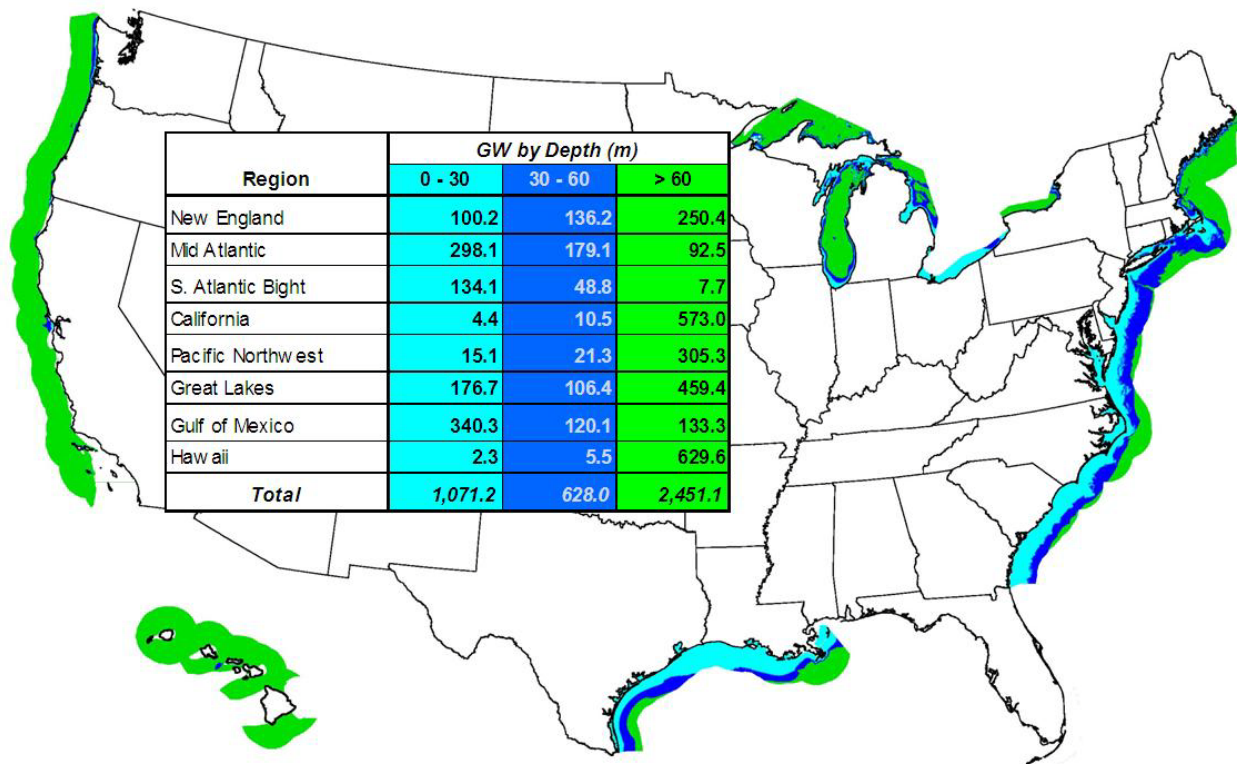 Region GW by Depth (m)
0 - 30 30 - 60 > 60
New England 100.2 136.2 250.4
Mid Atlantic 298.1 179.1 92.5
S. Atlantic Bight 134.1 48.8 7.7
California 4.4 10.5 573.0
Pacific Northwest 15.1 21.3 305.3
Great Lakes 176.7 106.4 459.4
Gulf of Mexico 340.3 120.1 133.3
Hawaii 2.3 5.5 629.6
Total 1,071.2 628.0 2,451.1